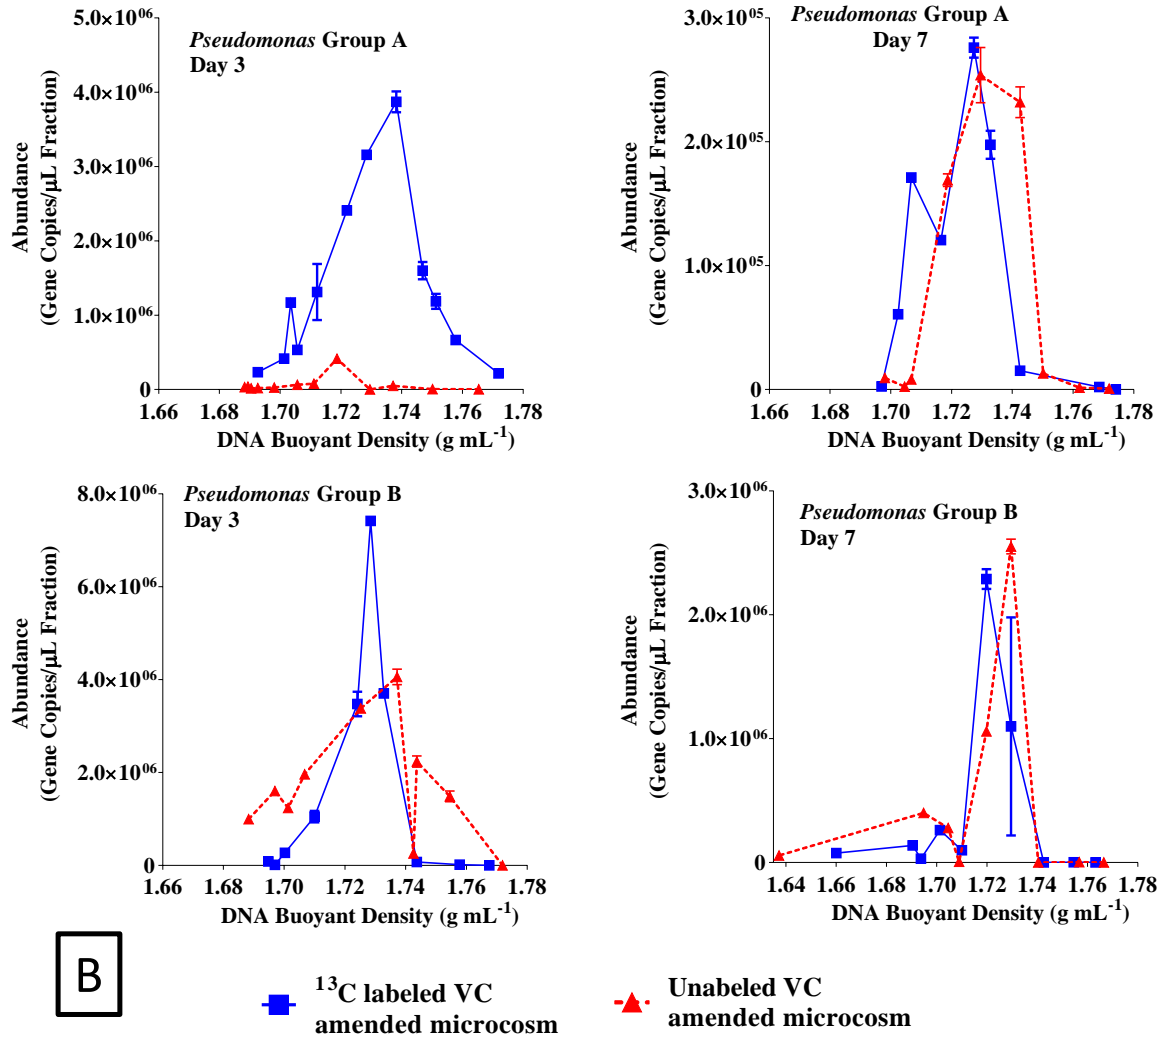 Pseudomonas Group A
Day 3
5.0×10⁰⁶
4.0×10⁰⁶
3.0×10⁰⁶
2.0×10⁰⁶
1.0×10⁰⁶
0
1.66 1.70 1.72 1.74 1.76 1.78
DNA Buoyant Density (g mL⁻¹)
Abundance
(Gene Copies/µL Fraction)
Pseudomonas Group A
Day 7
3.0×10⁰⁵
2.0×10⁰⁵
1.0×10⁰⁵
0
1.66 1.66 1.70 1.72 1.74 1.76 1.78
DNA Buoyant Density (g mL⁻¹)
Abundance
(Gene Copies/µL Fraction)
Pseudomonas Group B
Day 3
8.0×10⁰⁶
6.0×10⁰⁶
4.0×10⁰⁶
2.0×10⁰⁶
0
1.66 1.66 1.70 1.72 1.74 1.76 1.78
DNA Buoyant Density (g mL⁻¹)
Abundance
(Gene Copies/µL Fraction)
Pseudomonas Group B
Day 7
3.0×10⁰⁶
2.0×10⁰⁶
1.0×10⁰⁶
0
1.64 1.66 1.68 1.70 1.72 1.74 1.76 1.78
DNA Buoyant Density (g mL⁻¹)
Abundance
(Gene Copies/µL Fraction)
B
¹³C labeled VC
amended microcosm
Unabeled VC
amended microcosm